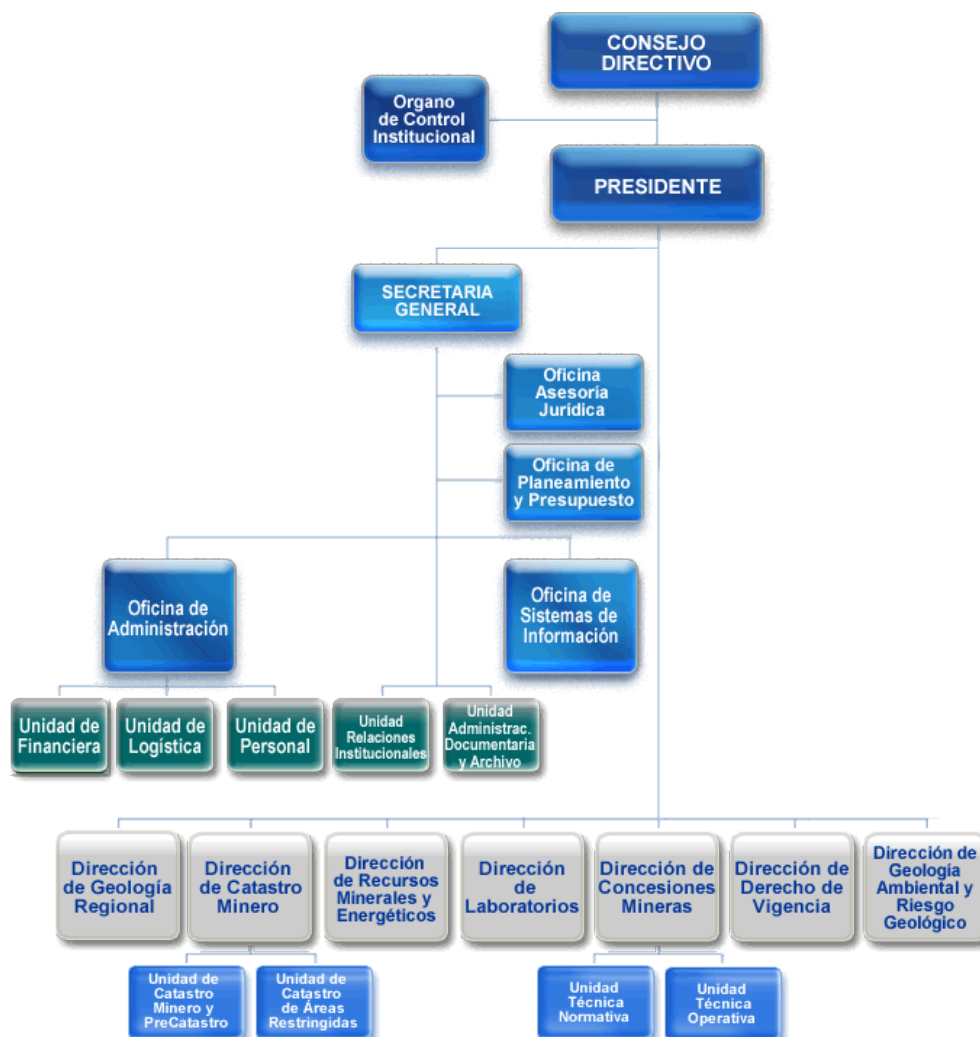 CONSEJO
DIRECTIVO
Organo
de Control
Institucional
PRESIDENTE
SECRETARIA
GENERAL
Oficina
Asesoría
Jurídica
Oficina de
Planeamiento
y Presupuesto
Oficina de
Administración
Oficina de
Sistemas de
Información
Unidad de
Financiera
Unidad de
Logística
Unidad de
Personal
Unidad
Relaciones
Institucionales
Unidad
Administrac.
Documentaria
y Archivo
Dirección
de Geología
Regional
Dirección
de Catastro
Minero
Dirección
de Recursos
Minerales y
Energéticos
Dirección
de
Laboratorios
Dirección de
Concesiones
Mineras
Dirección de
Derecho de
Vigencia
Dirección de
Geología
Ambiental y
Riesgo
Geológico
Unidad de
Catastro
Minero y
PreCatastro
Unidad de
Catastro
de Áreas
Restringidas
Unidad
Técnica
Normativa
Unidad
Técnica
Operativa